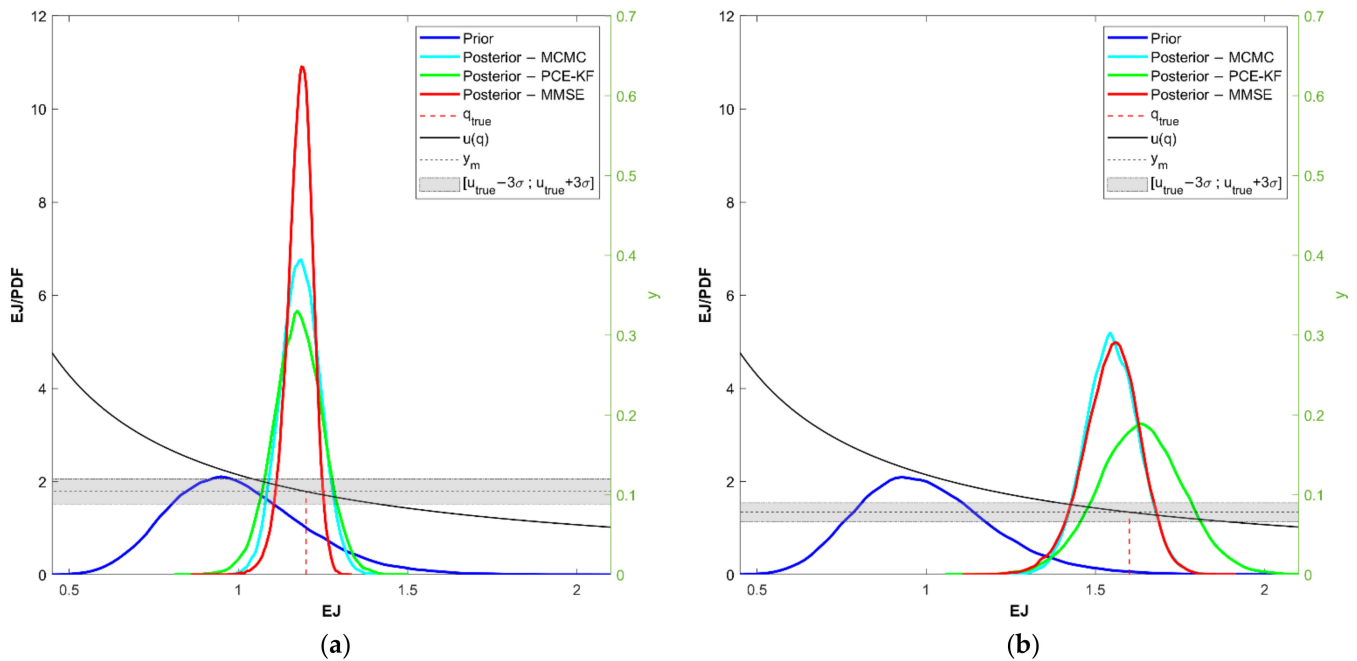 12
10
8
6
4
2
0
EJ/PDF
0.5
1
1.5
2
EJ
0.7
0.6
0.5
0.4
0.3
0.2
0.1
0
y
Prior
Posterior − MCMC
Posterior − PCE-KF
Posterior − MMSE
q_true
u(q)
y_m
[u_true−3σ ; u_true+3σ]
(a)
12
10
8
6
4
2
0
EJ/PDF
0.5
1
1.5
2
EJ
0.7
0.6
0.5
0.4
0.3
0.2
0.1
0
y
Prior
Posterior − MCMC
Posterior − PCE-KF
Posterior − MMSE
q_true
u(q)
y_m
[u_true−3σ ; u_true+3σ]
(b)